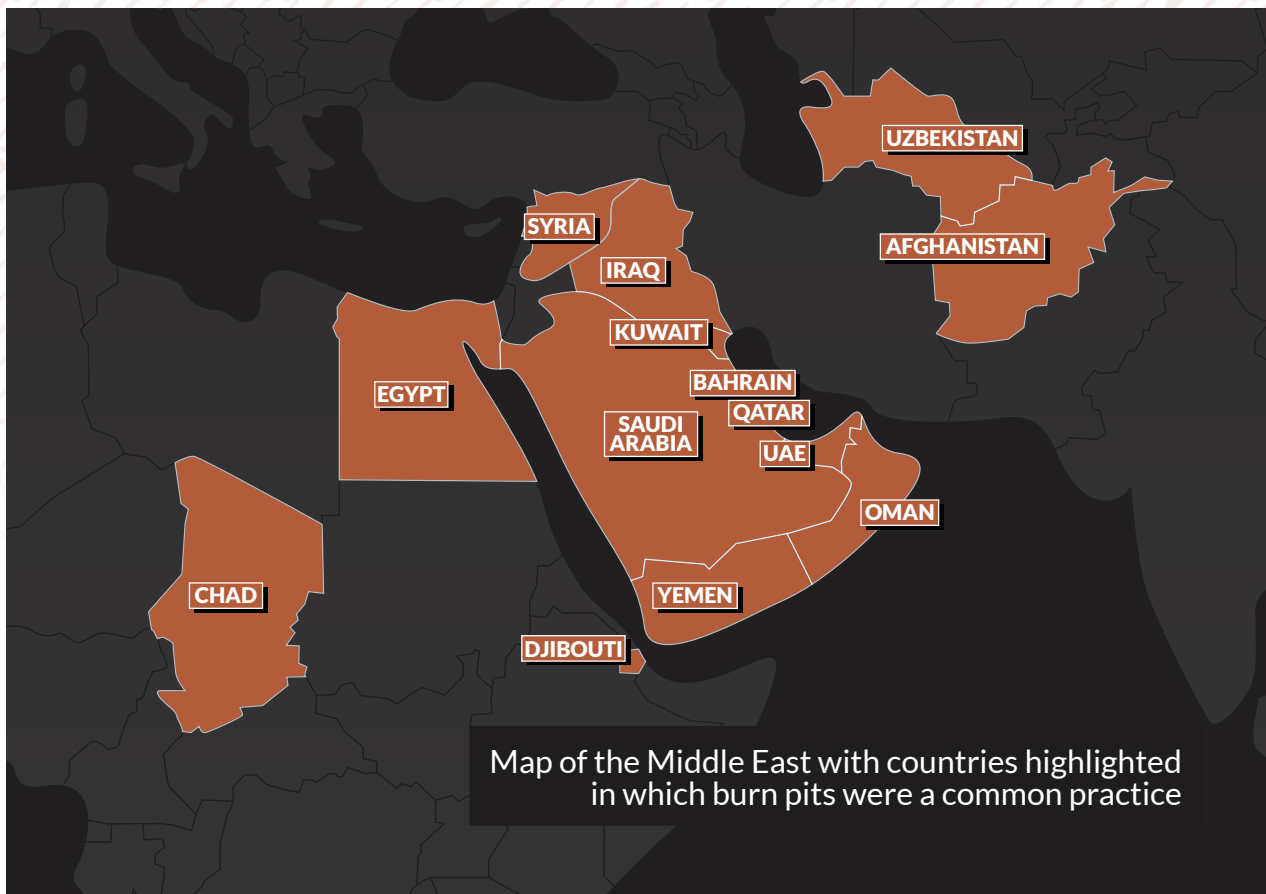 UZBEKISTAN
SYRIA
AFGHANISTAN
IRAQ
KUWAIT
BAHRAIN
EGYPT
QATAR
SAUDI
ARABIA
UAE
OMAN
CHAD
YEMEN
DJIBOUTI
Map of the Middle East with countries highlighted
in which burn pits were a common practice